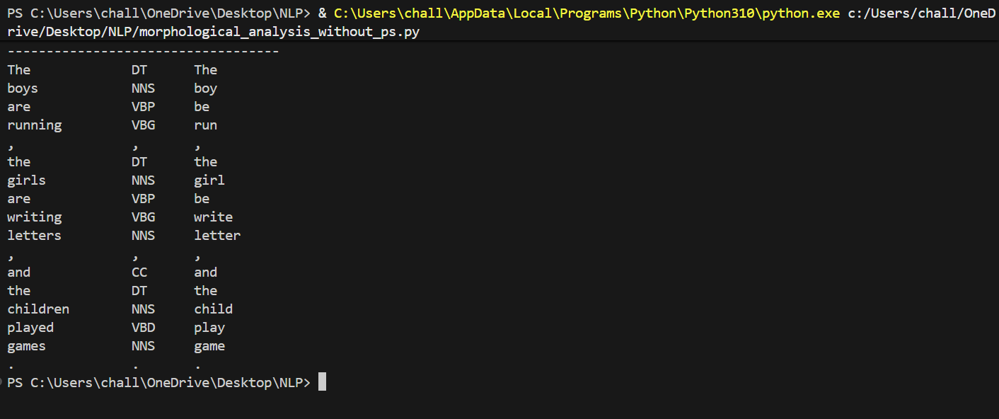 PS C:\Users\chall\OneDrive\Desktop\NLP> & C:\Users\chall\AppData\Local\Programs\Python\Python310\python.exe c:/Users/chall/OneD
rive/Desktop/NLP/morphological_analysis_without_ps.py
-----------------------------------
The             DT      The
boys            NNS     boy
are             VBP     be
running         VBG     run
,               ,       ,
the             DT      the
girls           NNS     girl
are             VBP     be
writing         VBG     write
letters         NNS     letter
,               ,       ,
and             CC      and
the             DT      the
children        NNS     child
played          VBD     play
games           NNS     game
.               .       .
PS C:\Users\chall\OneDrive\Desktop\NLP>